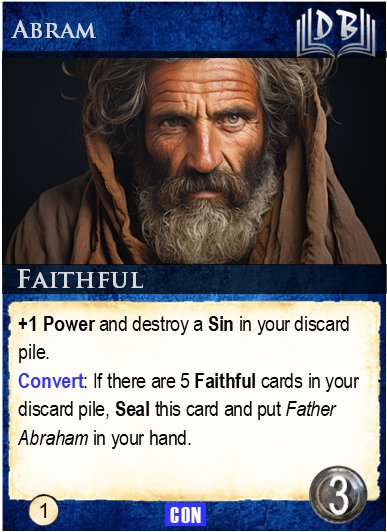 ABRAM
DB
FAITHFUL
+1 Power and destroy a Sin in your discard
pile.
Convert: If there are 5 Faithful cards in your
discard pile, Seal this card and put Father
Abraham in your hand.
1
CON
3